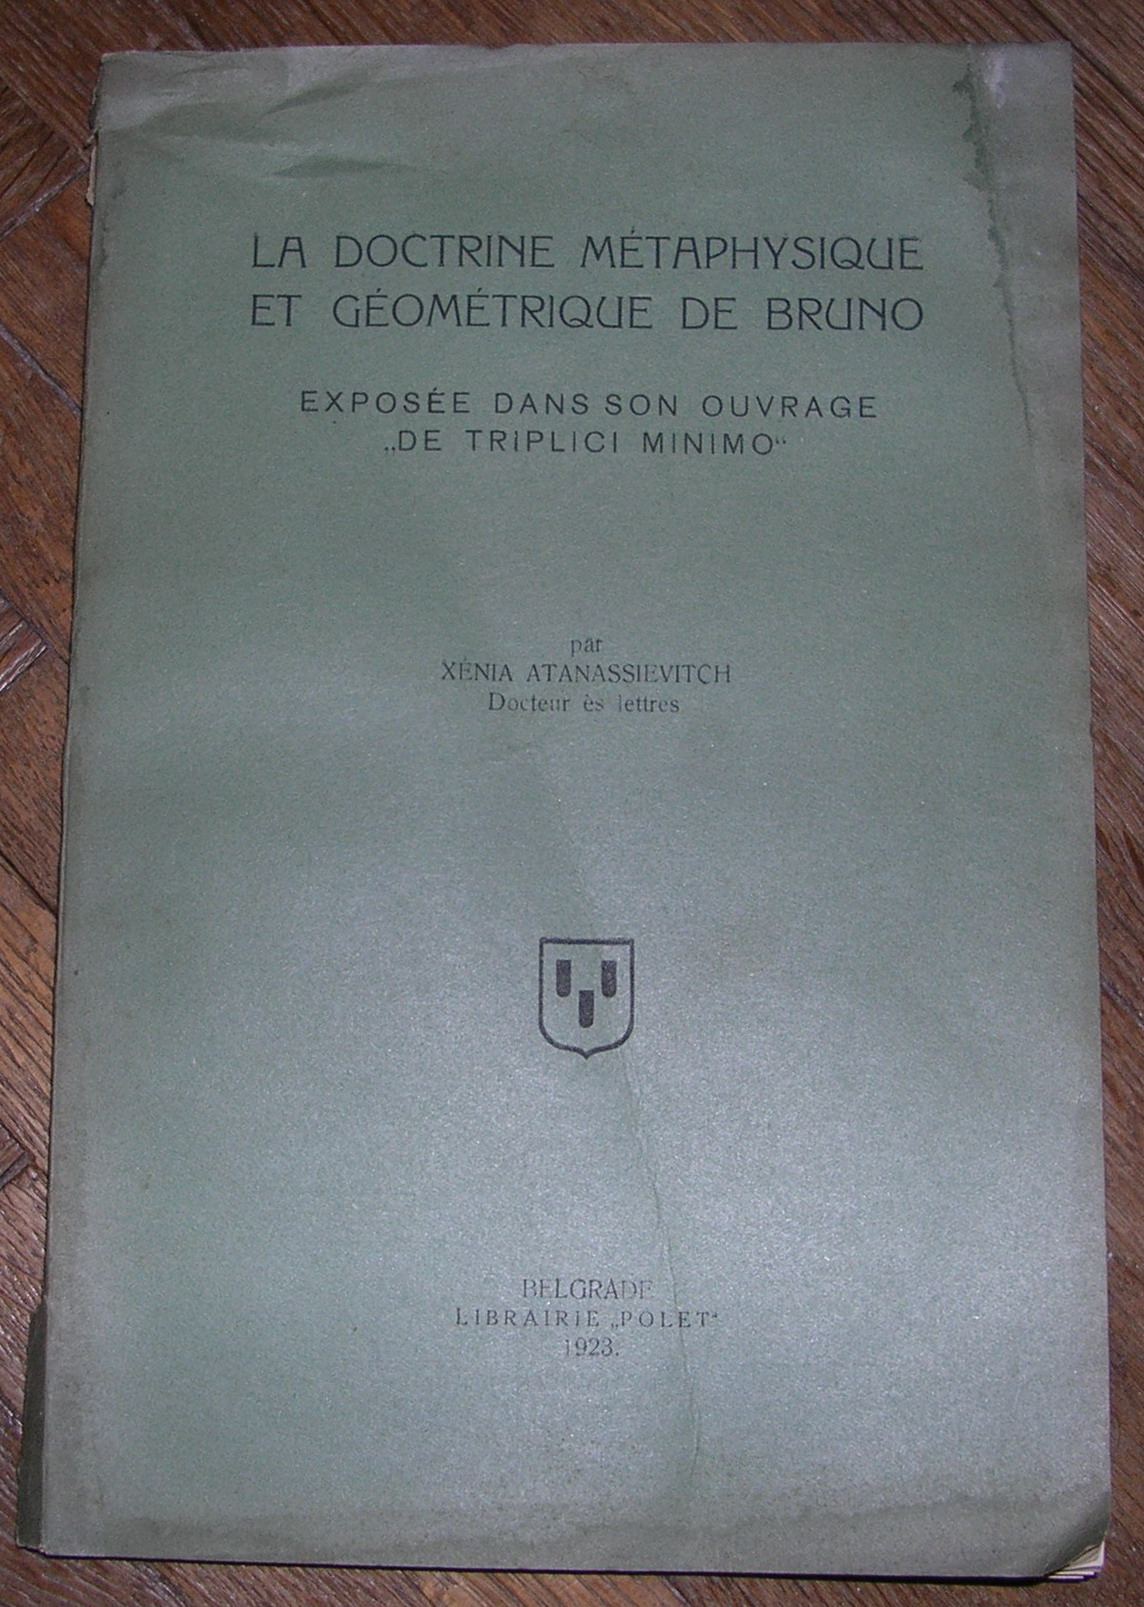 LA DOCTRINE MÉTAPHYSIQUE
ET GÉOMÉTRIQUE DE BRUNO
EXPOSÉE DANS SON OUVRAGE
„DE TRIPLICI MINIMO“
par
XÉNIA ATANASSIEVITCH
Docteur ès lettres
BELGRADE
LIBRAIRIE „POLET“
1923.